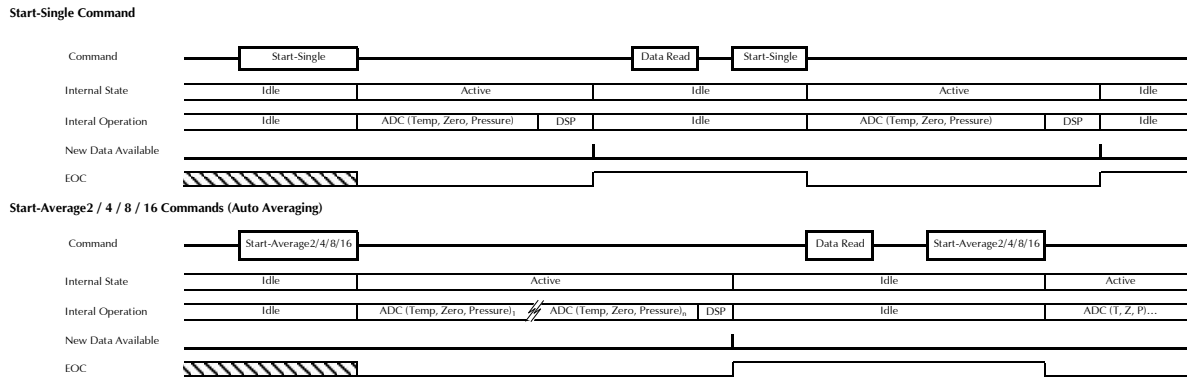 Start-Single Command
Command Start-Single Data Read Start-Single
Internal State Idle Active Idle Active Idle
Interal Operation Idle ADC (Temp, Zero, Pressure) DSP Idle ADC (Temp, Zero, Pressure) DSP Idle
New Data Available
EOC
Start-Average2 / 4 / 8 / 16 Commands (Auto Averaging)
Command Start-Average2/4/8/16 Data Read Start-Average2/4/8/16
Internal State Idle Active Idle Active
Interal Operation Idle ADC (Temp, Zero, Pressure)₁ ADC (Temp, Zero, Pressure)ₙ DSP Idle ADC (T, Z, P)...
New Data Available
EOC